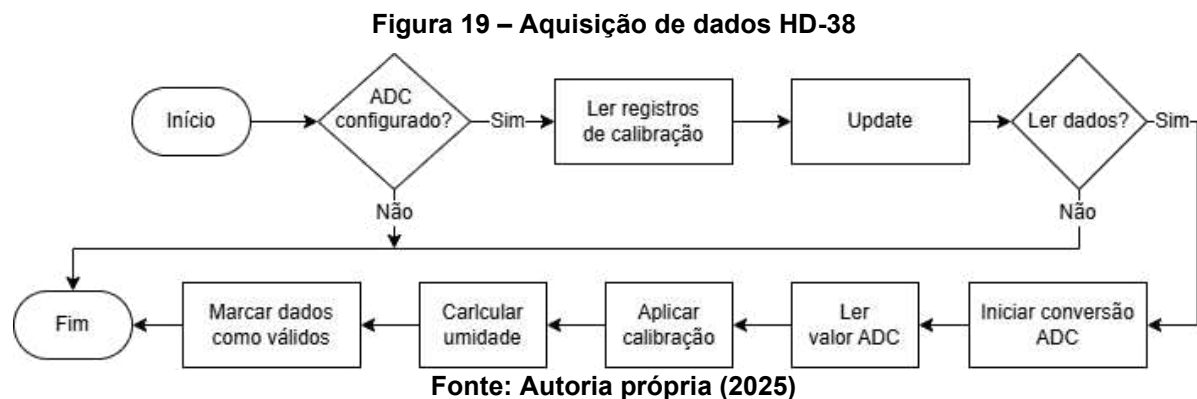 Figura 19 – Aquisição de dados HD-38
Início
ADC
configurado?
Sim
Ler registros
de calibração
Update
Ler dados?
Sim
Não
Não
Fim
Marcar dados
como válidos
Carlcular
umidade
Aplicar
calibração
Ler
valor ADC
Iniciar conversão
ADC
Fonte: Autoria própria (2025)